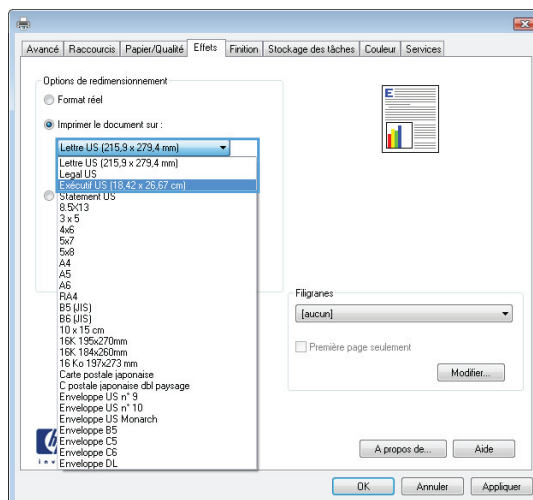 Avancé Raccourcis Papier/Qualité Effets Finition Stockage des tâches Couleur Services
Options de redimensionnement
Format réel
Imprimer le document sur :
Lettre US (215,9 x 279,4 mm)
Lettre US (215,9 x 279,4 mm)
Legal US
Exécutif US (18,42 x 26,67 cm)
Statement US
8.5X13
3 x 5
4x6
5x7
5x8
A4
A5
A6
RA4
B5 (JIS)
B6 (JIS)
10 x 15 cm
16K 195x270mm
16K 184x260mm
16 Ko 197x273 mm
Carte postale japonaise
C postale japonaise dbl paysage
Enveloppe US n° 9
Enveloppe US n° 10
Enveloppe US Monarch
Enveloppe B5
Enveloppe C5
Enveloppe C6
Enveloppe DL
E
Filigranes
[aucun]
Première page seulement
Modifier...
A propos de... Aide
OK Annuler Appliquer